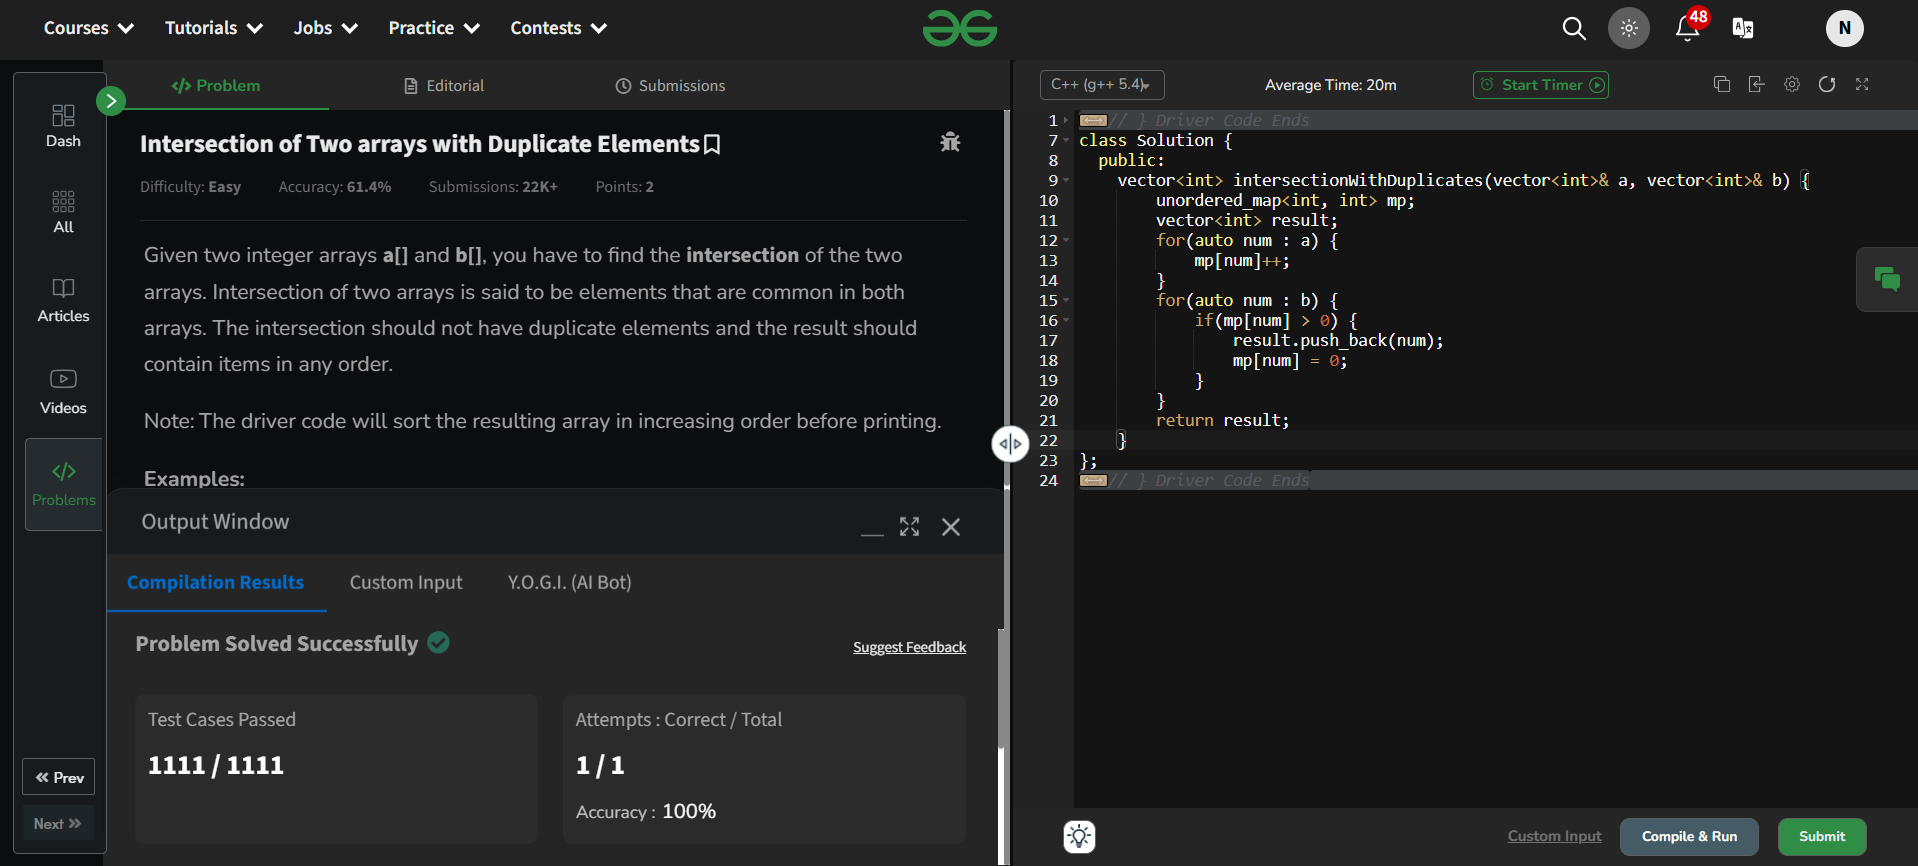 Courses Tutorials Jobs Practice Contests
48
N
Dash
All
Articles
Videos
Problems
Prev
Next
Problem Editorial Submissions
Intersection of Two arrays with Duplicate Elements
Difficulty: Easy Accuracy: 61.4% Submissions: 22K+ Points: 2
Given two integer arrays a[] and b[], you have to find the intersection of the two
arrays. Intersection of two arrays is said to be elements that are common in both
arrays. The intersection should not have duplicate elements and the result should
contain items in any order.
Note: The driver code will sort the resulting array in increasing order before printing.
Examples:
Output Window
Compilation Results Custom Input Y.O.G.I. (AI Bot)
Problem Solved Successfully
Suggest Feedback
Test Cases Passed
1111 / 1111
Attempts : Correct / Total
1 / 1
Accuracy : 100%
C++ (g++ 5.4) Average Time: 20m Start Timer
1 // } Driver Code Ends
7 class Solution {
8 public:
9 vector<int> intersectionWithDuplicates(vector<int>& a, vector<int>& b) {
10 unordered_map<int, int> mp;
11 vector<int> result;
12 for(auto num : a) {
13 mp[num]++;
14 }
15 for(auto num : b) {
16 if(mp[num] > 0) {
17 result.push_back(num);
18 mp[num] = 0;
19 }
20 }
21 return result;
22 }
23 };
24 // } Driver Code Ends
Custom Input Compile & Run Submit